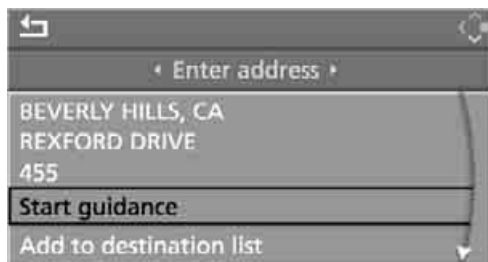 Enter address
BEVERLY HILLS, CA
REXFORD DRIVE
455
Start guidance
Add to destination list